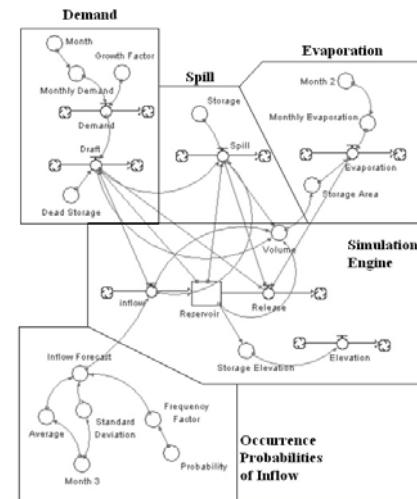 Demand
Month
Growth Factor
Monthly Demand
Demand
Draft
Dead Storage
Spill
Storage
Spill
Evaporation
Month 2
Monthly Evaporation
Evaporation
Storage Area
Volume
Simulation
Engine
inflow
Reservoir
Release
Storage Elevation
Elevation
Inflow Forecast
Average
Standard
Deviation
Frequency
Factor
Probability
Month 3
Occurrence
Probabilities
of Inflow